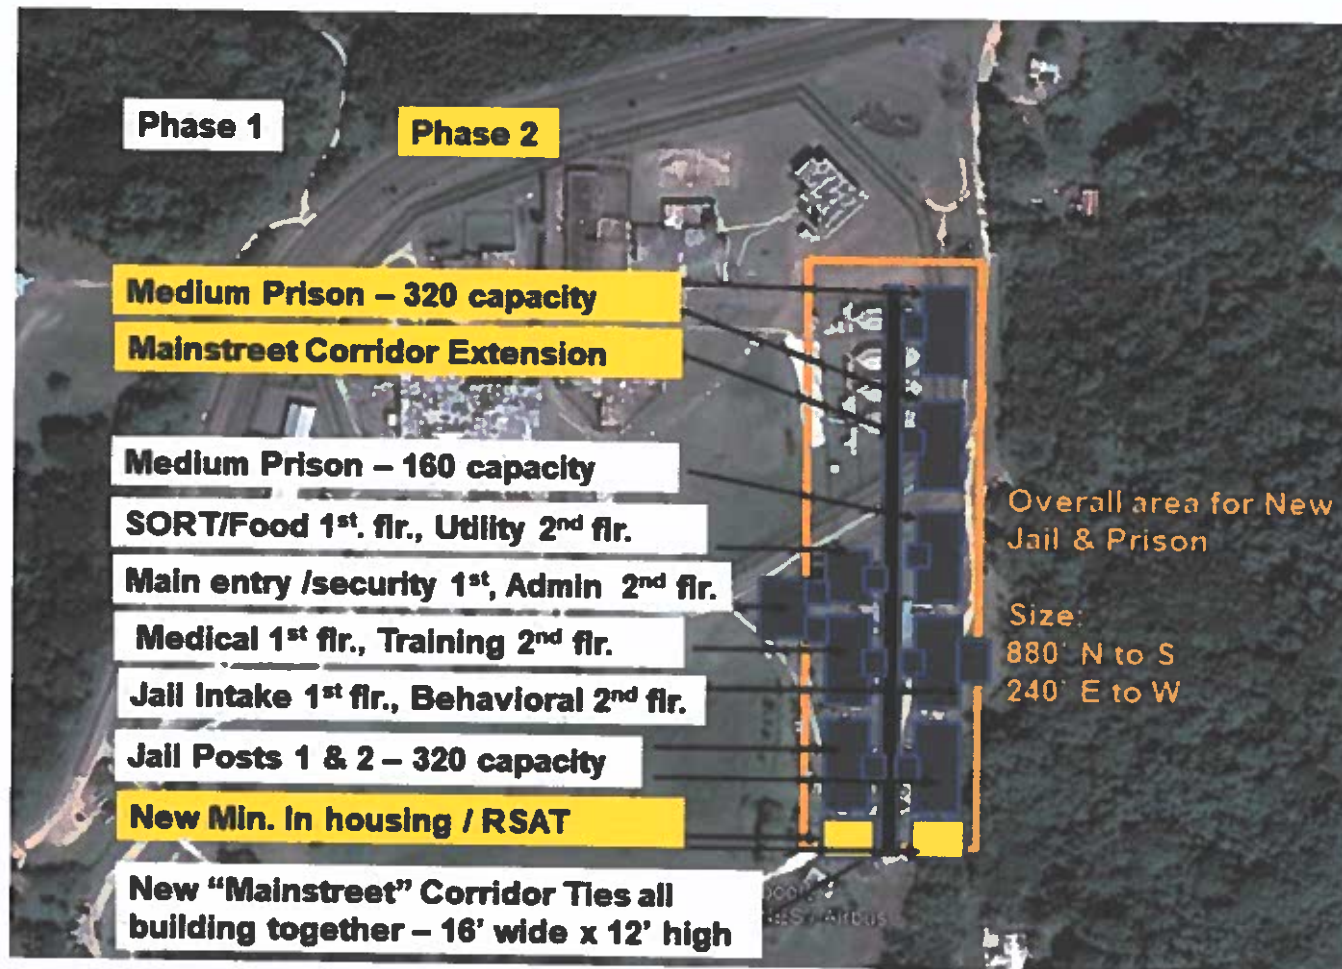 Phase 1
Phase 2
Medium Prison – 320 capacity
Mainstreet Corridor Extension
Medium Prison – 160 capacity
SORT/Food 1st. flr., Utility 2nd flr.
Main entry /security 1st, Admin 2nd flr.
Medical 1st flr., Training 2nd flr.
Jail Intake 1st flr., Behavioral 2nd flr.
Jail Posts 1 & 2 – 320 capacity
New Min. In housing / RSAT
New “Mainstreet” Corridor Ties all
building together – 16’ wide x 12’ high
Overall area for New
Jail & Prison
Size:
880' N to S
240' E to W
Airbus